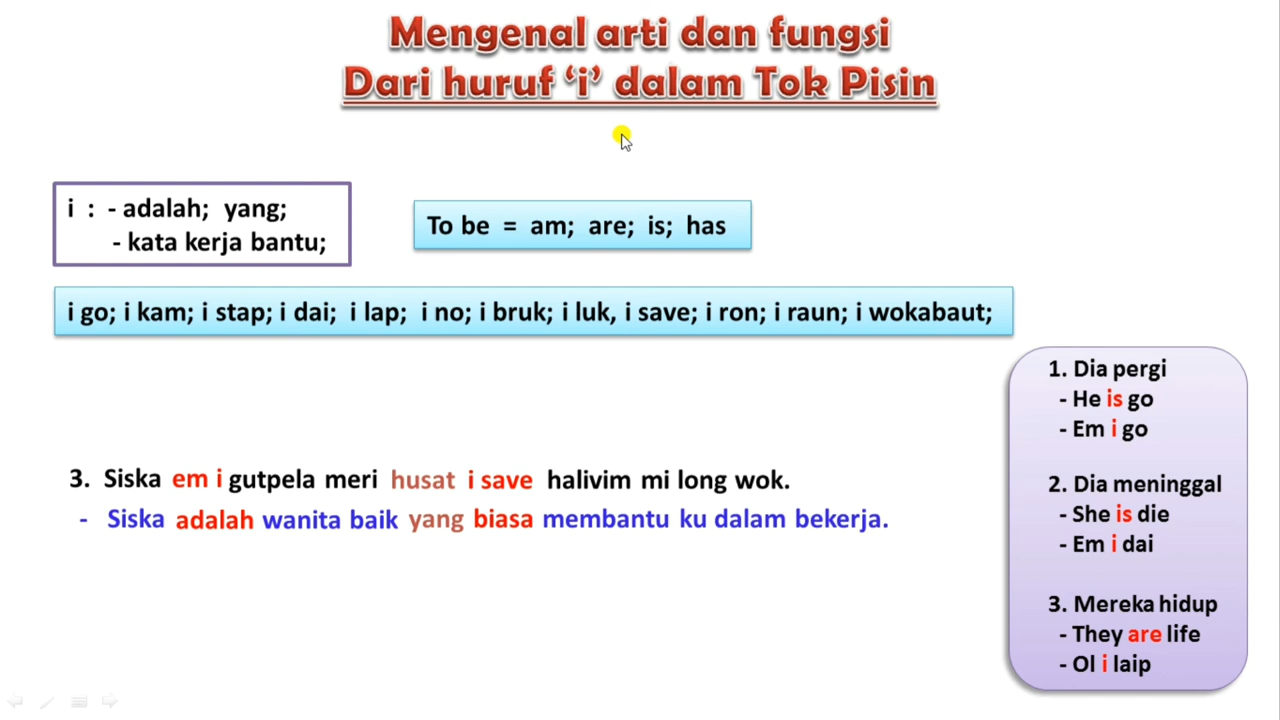 Mengenal arti dan fungsi
Dari huruf ‘i’ dalam Tok Pisin
i : - adalah; yang;
- kata kerja bantu;
To be = am; are; is; has
i go; i kam; i stap; i dai; i lap; i no; i bruk; i luk, i save; i ron; i raun; i wokabaut;
3. Siska em i gutpela meri husat i save halivim mi long wok.
- Siska adalah wanita baik yang biasa membantu ku dalam bekerja.
1. Dia pergi
- He is go
- Em i go
2. Dia meninggal
- She is die
- Em i dai
3. Mereka hidup
- They are life
- Ol i laip